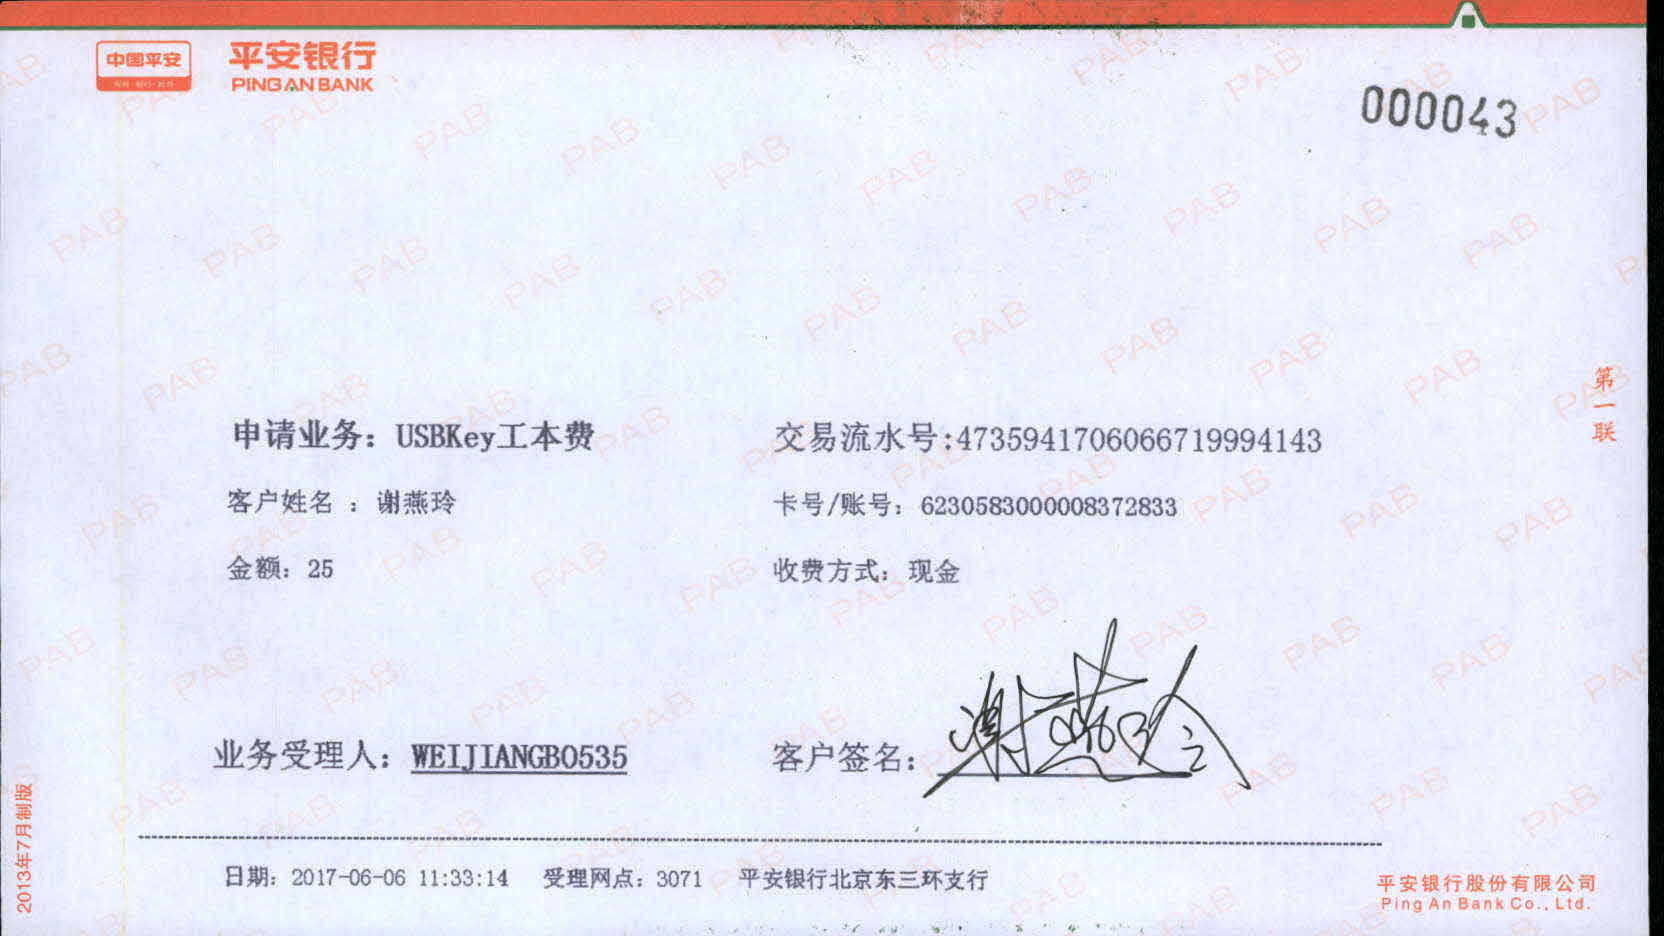 中国平安
保险·银行·投资
平安银行
PING AN BANK
000043
第一联
申请业务：USBKey工本费
交易流水号:4735941706066719994143
客户姓名 ：谢燕玲
卡号/账号：6230583000008372833
金额：25
收费方式：现金
业务受理人：WEIJIANGBO535
客户签名：谢燕玲
日期：2017-06-06 11:33:14 受理网点：3071 平安银行北京东三环支行
2013年7月制版
平安银行股份有限公司
Ping An Bank Co., Ltd.